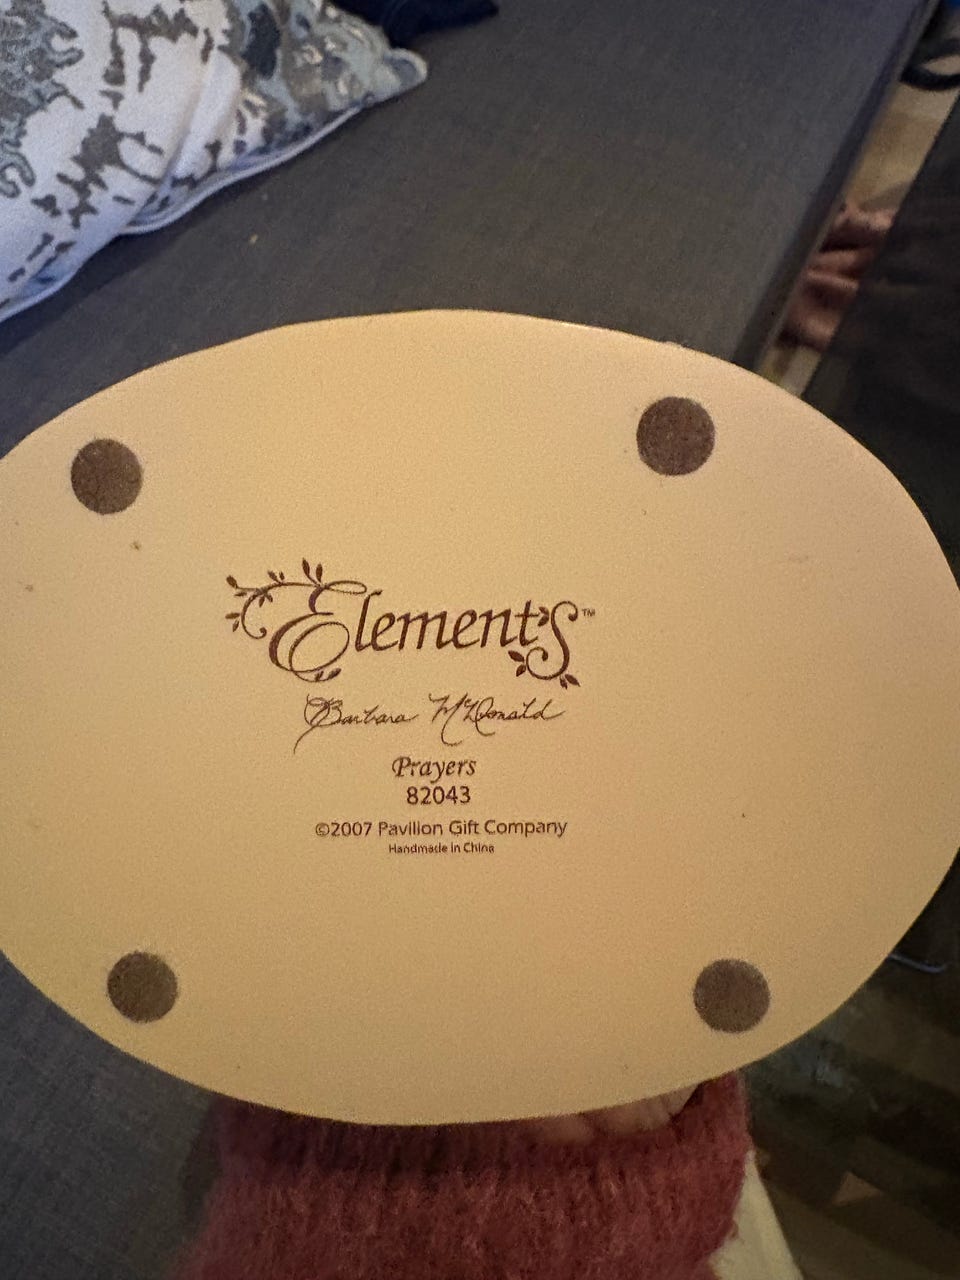 Elements™
Barbara McDonald
Prayers
82043
©2007 Pavilion Gift Company
Handmade in China